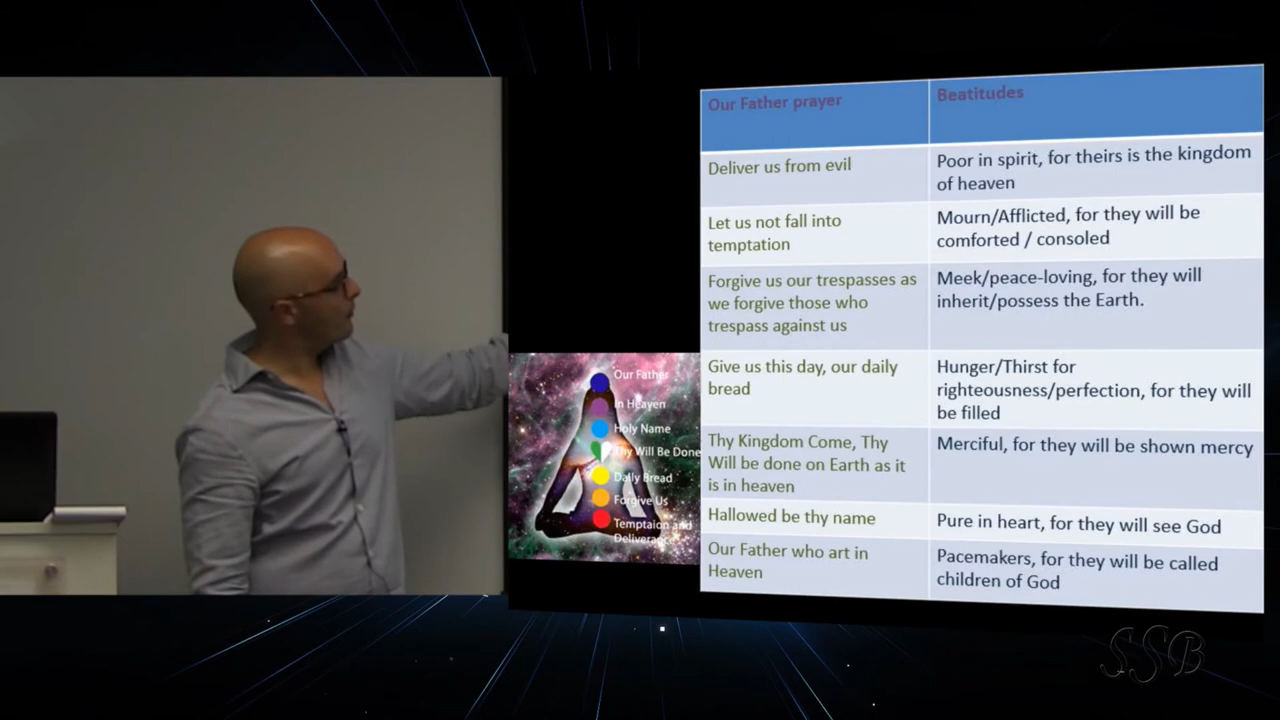 Our Father prayer
Beatitudes
Deliver us from evil
Poor in spirit, for theirs is the kingdom
of heaven
Let us not fall into
temptation
Mourn/Afflicted, for they will be
comforted / consoled
Forgive us our trespasses as
we forgive those who
trespass against us
Meek/peace-loving, for they will
inherit/possess the Earth.
Give us this day, our daily
bread
Hunger/Thirst for
righteousness/perfection, for they will
be filled
Thy Kingdom Come, Thy
Will be done on Earth as it
is in heaven
Merciful, for they will be shown mercy
Hallowed be thy name
Pure in heart, for they will see God
Our Father who art in
Heaven
Pacemakers, for they will be called
children of God
Our Father
In Heaven
Holy Name
Thy Will Be Done
Daily Bread
Forgive Us
Temptaion and
Deliverance
SSB